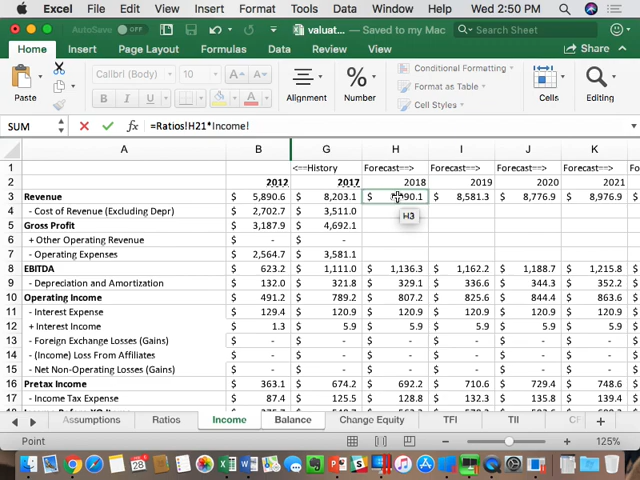 Excel File Edit View Insert Format Tools Data Window Help Wed 2:50 PM
AutoSave OFF valuat... — Saved to my Mac Search Sheet
Home Insert Page Layout Formulas Data Review View Share
Calibri (Body) 10 A A Conditional Formatting
Format as Table
B I U A Cell Styles
Paste Alignment Number Cells Editing
SUM fx =Ratios!H21*Income!
A B G H I J K
1 <==History Forecast==> Forecast==> Forecast==> Forecast==>
2 2012 2017 2018 2019 2020 2021
3 Revenue $ 5,890.6 $ 8,203.1 $ 90.1 $ 8,581.3 $ 8,776.9 $ 8,976.9 $
4 - Cost of Revenue (Excluding Depr) $ 2,702.7 $ 3,511.0
H3
5 Gross Profit $ 3,187.9 $ 4,692.1
6 + Other Operating Revenue $ - $ -
7 - Operating Expenses $ 2,564.7 $ 3,581.1
8 EBITDA $ 623.2 $ 1,111.0 $ 1,136.3 $ 1,162.2 $ 1,188.7 $ 1,215.8 $
9 - Depreciation and Amortization $ 132.0 $ 321.8 $ 329.1 $ 336.6 $ 344.3 $ 352.2 $
10 Operating Income $ 491.2 $ 789.2 $ 807.2 $ 825.6 $ 844.4 $ 863.6 $
11 - Interest Expense $ 129.4 $ 120.9 $ 120.9 $ 120.9 $ 120.9 $ 120.9 $
12 + Interest Income $ 1.3 $ 5.9 $ 5.9 $ 5.9 $ 5.9 $ 5.9 $
13 - Foreign Exchange Losses (Gains) $ - $ - $ - $ - $ - $ - $
14 - (Income) Loss From Affiliates $ - $ - $ - $ - $ - $ - $
15 - Net Non-Operating Losses (Gains) $ - $ - $ - $ - $ - $ - $
16 Pretax Income $ 363.1 $ 674.2 $ 692.2 $ 710.6 $ 729.4 $ 748.6 $
17 - Income Tax Expense $ 87.4 $ 125.5 $ 128.8 $ 132.3 $ 135.8 $ 139.3 $
Assumptions Ratios Income Balance Change Equity TFI TII CF
Point 125%